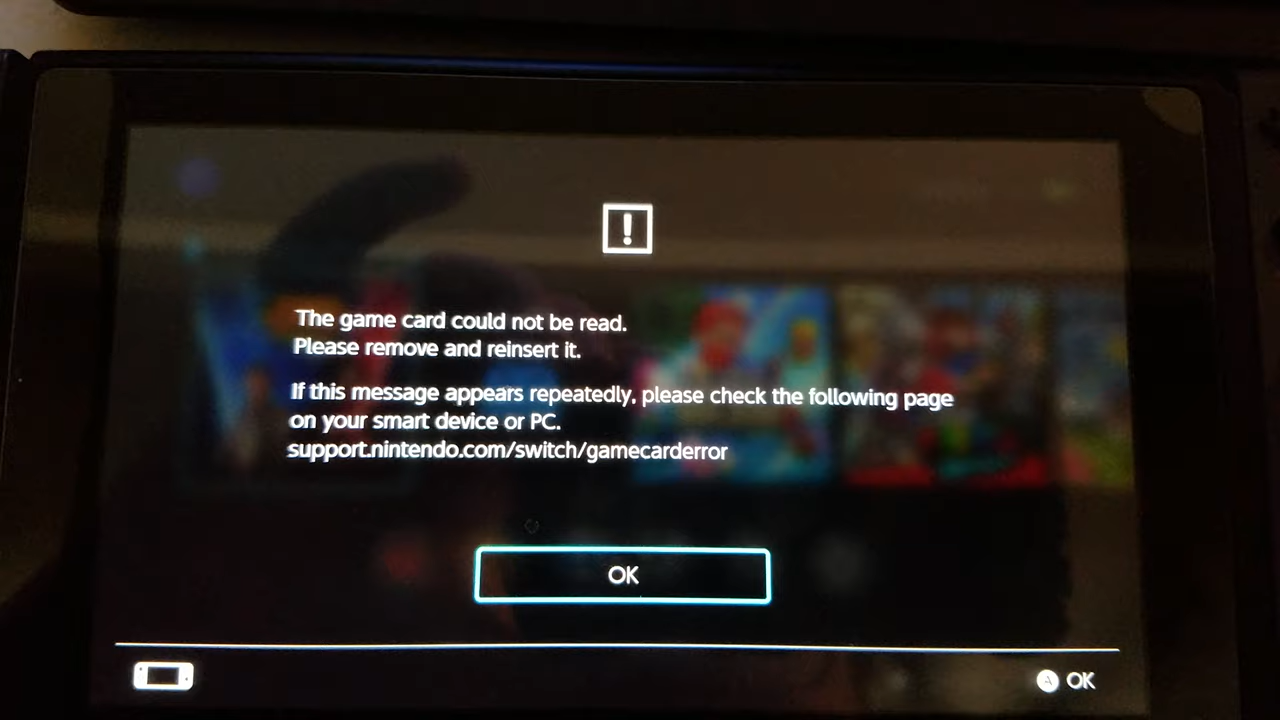 The game card could not be read.
Please remove and reinsert it.
If this message appears repeatedly, please check the following page
on your smart device or PC.
support.nintendo.com/switch/gamecarderror
OK
A OK